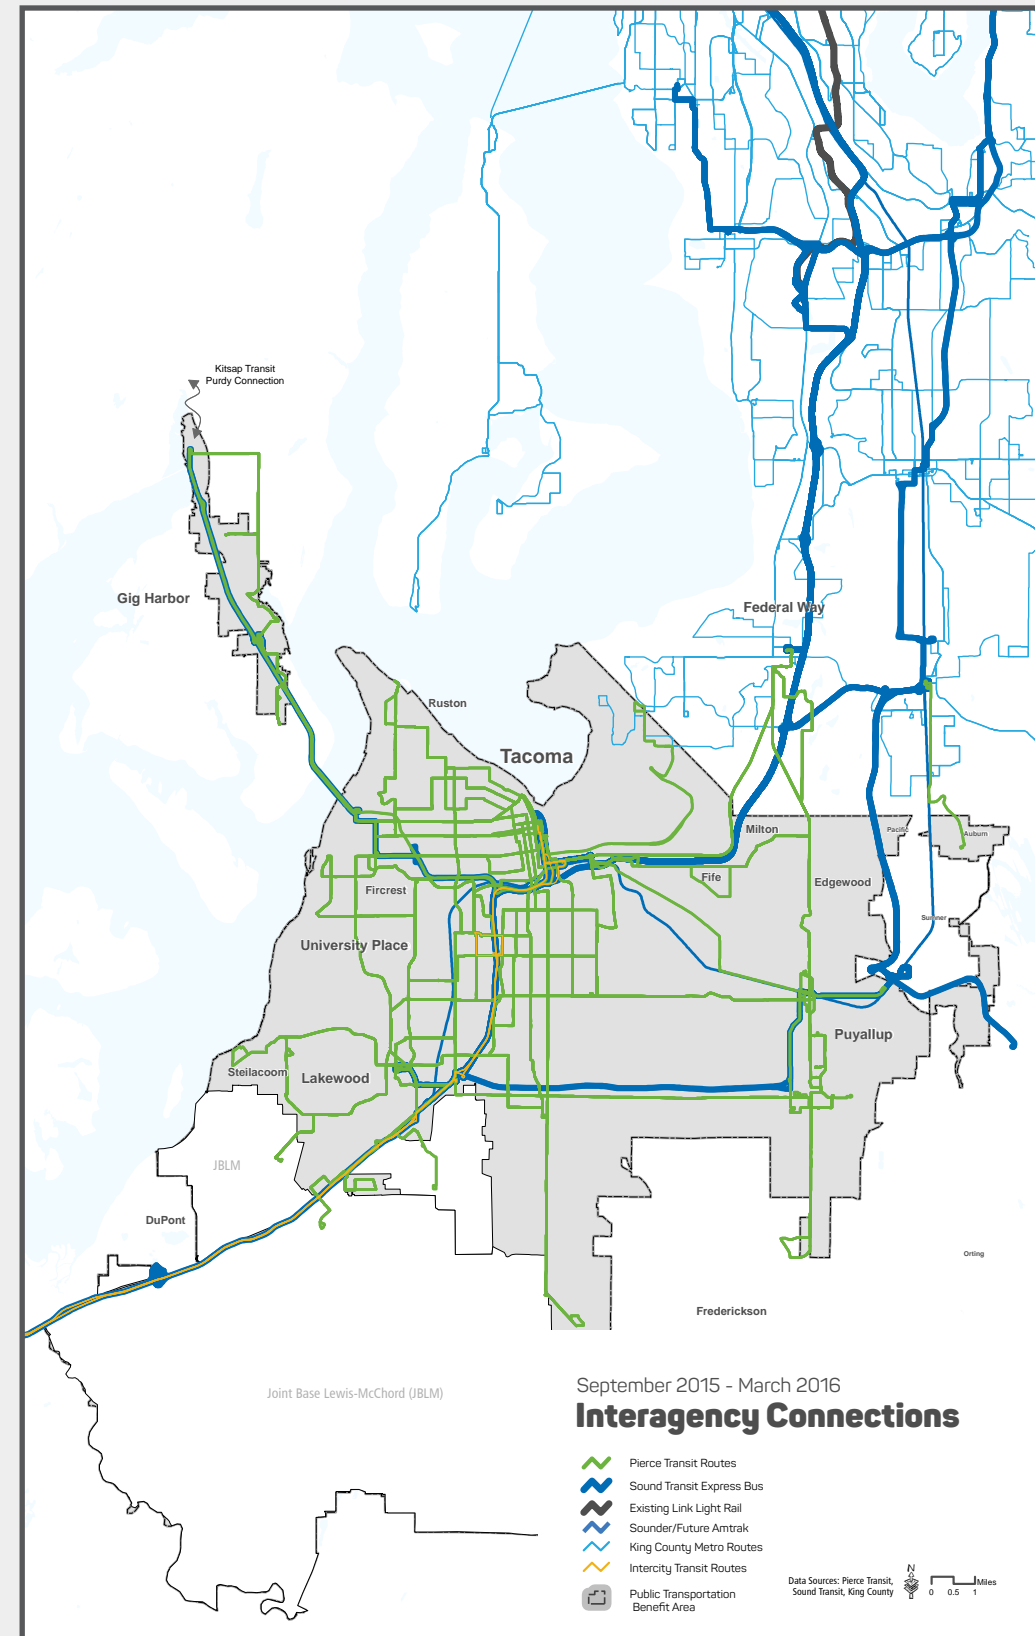 Kitsap Transit
Purdy Connection
Gig Harbor
Federal Way
Ruston
Tacoma
Milton
Pacific
Auburn
Fircrest
Fife
Edgewood
Sumner
University Place
Puyallup
Steilacoom
Lakewood
JBLM
DuPont
Orting
Frederickson
Joint Base Lewis-McChord (JBLM)
September 2015 - March 2016
Interagency Connections
Pierce Transit Routes
Sound Transit Express Bus
Existing Link Light Rail
Sounder/Future Amtrak
King County Metro Routes
Intercity Transit Routes
Public Transportation
Benefit Area
Data Sources: Pierce Transit,
Sound Transit, King County
N
Miles
0 0.5 1